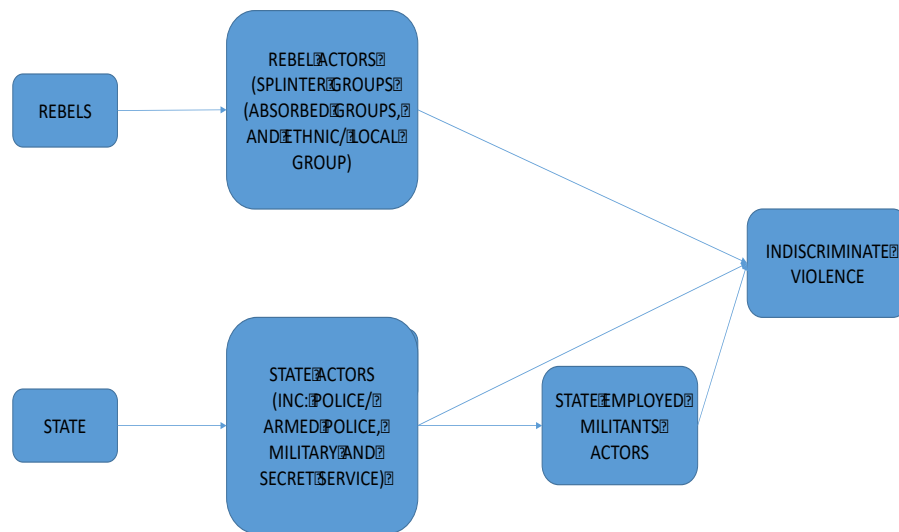 REBELS
REBEL ACTORS
(SPLINTER GROUPS
(ABSORBED GROUPS,
AND ETHNIC/ LOCAL
GROUP)
INDISCRIMINATE
VIOLENCE
STATE
STATE ACTORS
(INC: POLICE/
ARMED POLICE,
MILITARY AND
SECRET SERVICE)
STATE EMPLOYED
MILITANTS
ACTORS